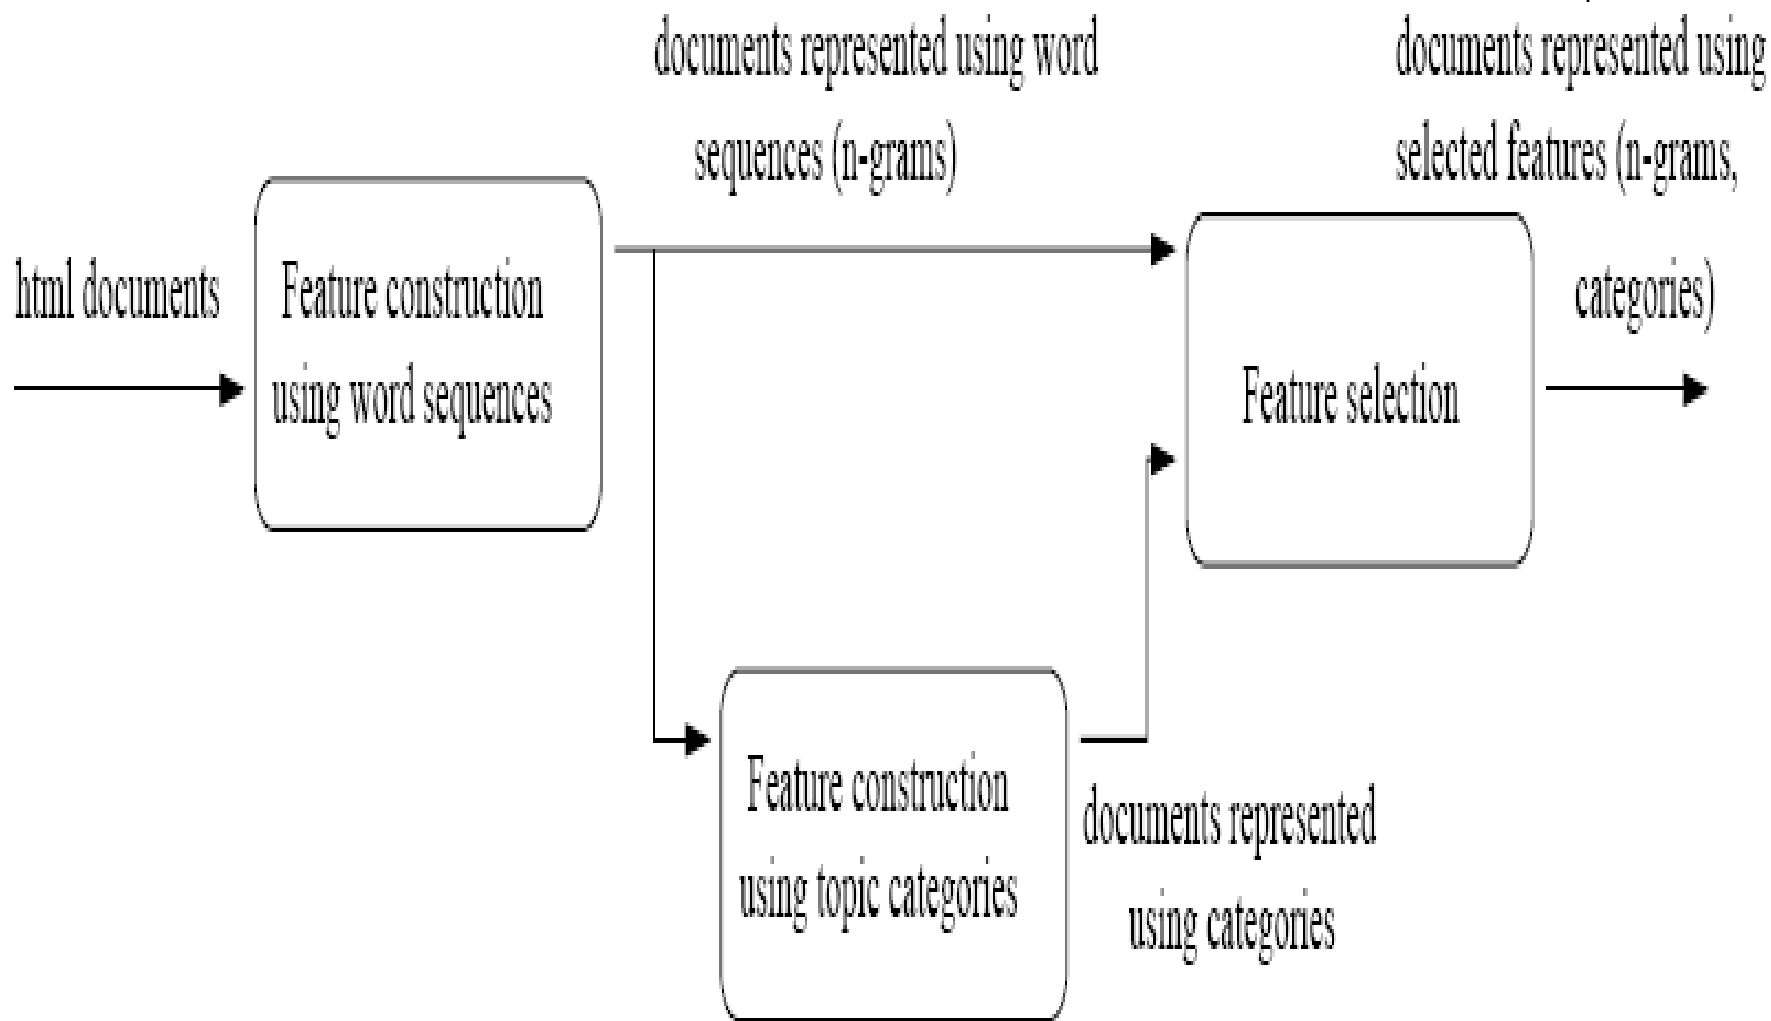 documents represented using word
sequences (n-grams)
documents represented using
selected features (n-grams,
categories)
html documents
Feature construction
using word sequences
Feature selection
Feature construction
using topic categories
documents represented
using categories